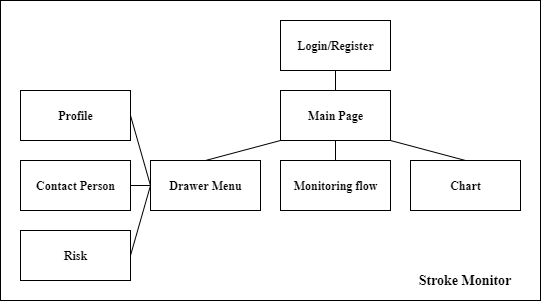 Login/Register
Profile
Main Page
Contact Person
Drawer Menu
Monitoring flow
Chart
Risk
Stroke Monitor